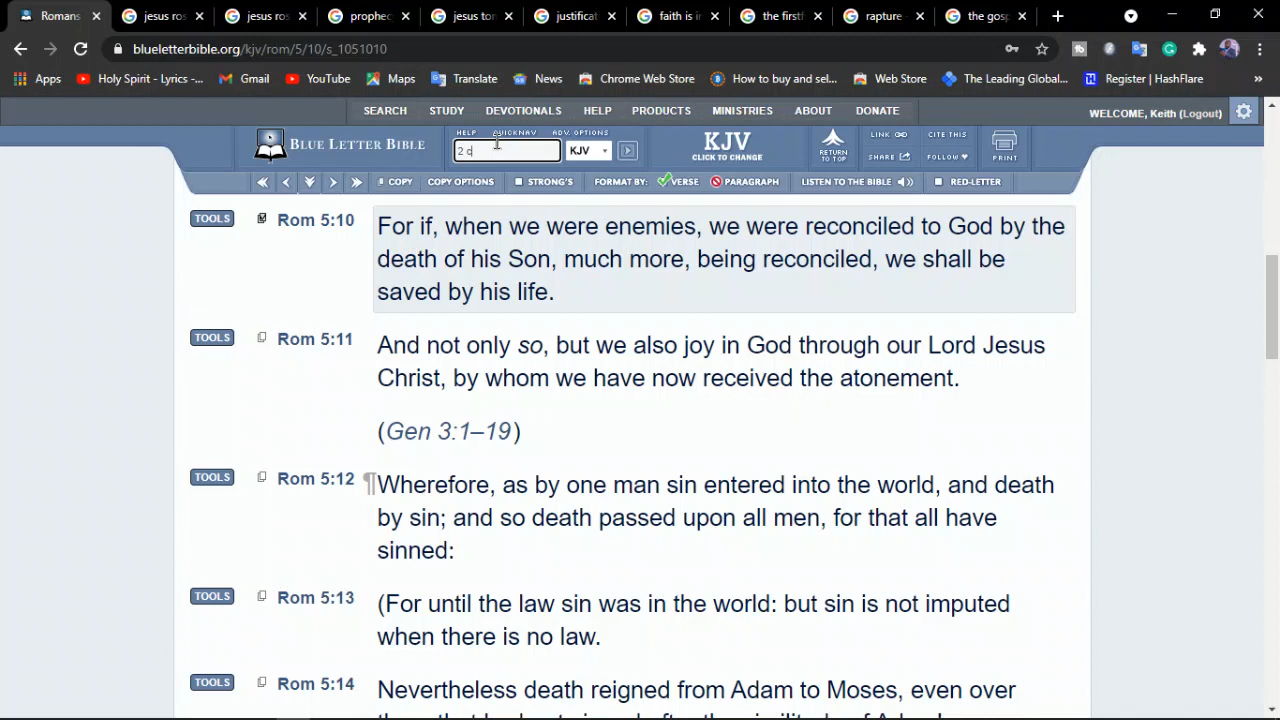 Romans
jesus ros
jesus ros
prophec
jesus tor
justificat
faith is i
the firstf
rapture -
the gosp
blueletterbible.org/kjv/rom/5/10/s_1051010
Apps
Holy Spirit - Lyrics -...
Gmail
YouTube
Maps
Translate
News
Chrome Web Store
How to buy and sel...
Web Store
The Leading Global...
Register | HashFlare
»
SEARCH STUDY DEVOTIONALS HELP PRODUCTS MINISTRIES ABOUT DONATE
WELCOME, Keith (Logout)
BLUE LETTER BIBLE
HELP QUICKNAV ADV. OPTIONS
2 c KJV
KJV
CLICK TO CHANGE
RETURN
TO TOP
LINK
CITE THIS
SHARE
FOLLOW
PRINT
COPY COPY OPTIONS STRONG'S FORMAT BY: VERSE PARAGRAPH LISTEN TO THE BIBLE RED-LETTER
TOOLS Rom 5:10 For if, when we were enemies, we were reconciled to God by the
death of his Son, much more, being reconciled, we shall be
saved by his life.
TOOLS Rom 5:11 And not only so, but we also joy in God through our Lord Jesus
Christ, by whom we have now received the atonement.
(Gen 3:1–19)
TOOLS Rom 5:12 ¶Wherefore, as by one man sin entered into the world, and death
by sin; and so death passed upon all men, for that all have
sinned:
TOOLS Rom 5:13 (For until the law sin was in the world: but sin is not imputed
when there is no law.
TOOLS Rom 5:14 Nevertheless death reigned from Adam to Moses, even over